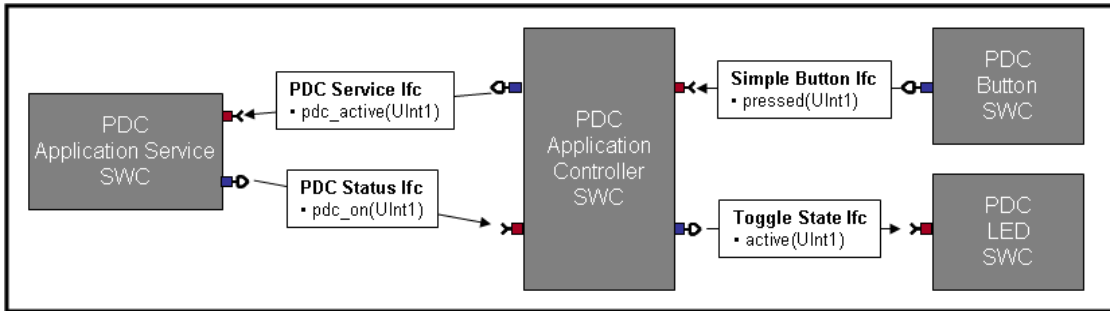 PDC Service Ifc
▪ pdc_active(UInt1)
PDC
Application Service
SWC
PDC Status Ifc
▪ pdc_on(UInt1)
PDC
Application
Controller
SWC
Simple Button Ifc
▪ pressed(UInt1)
PDC
Button
SWC
Toggle State Ifc
▪ active(UInt1)
PDC
LED
SWC